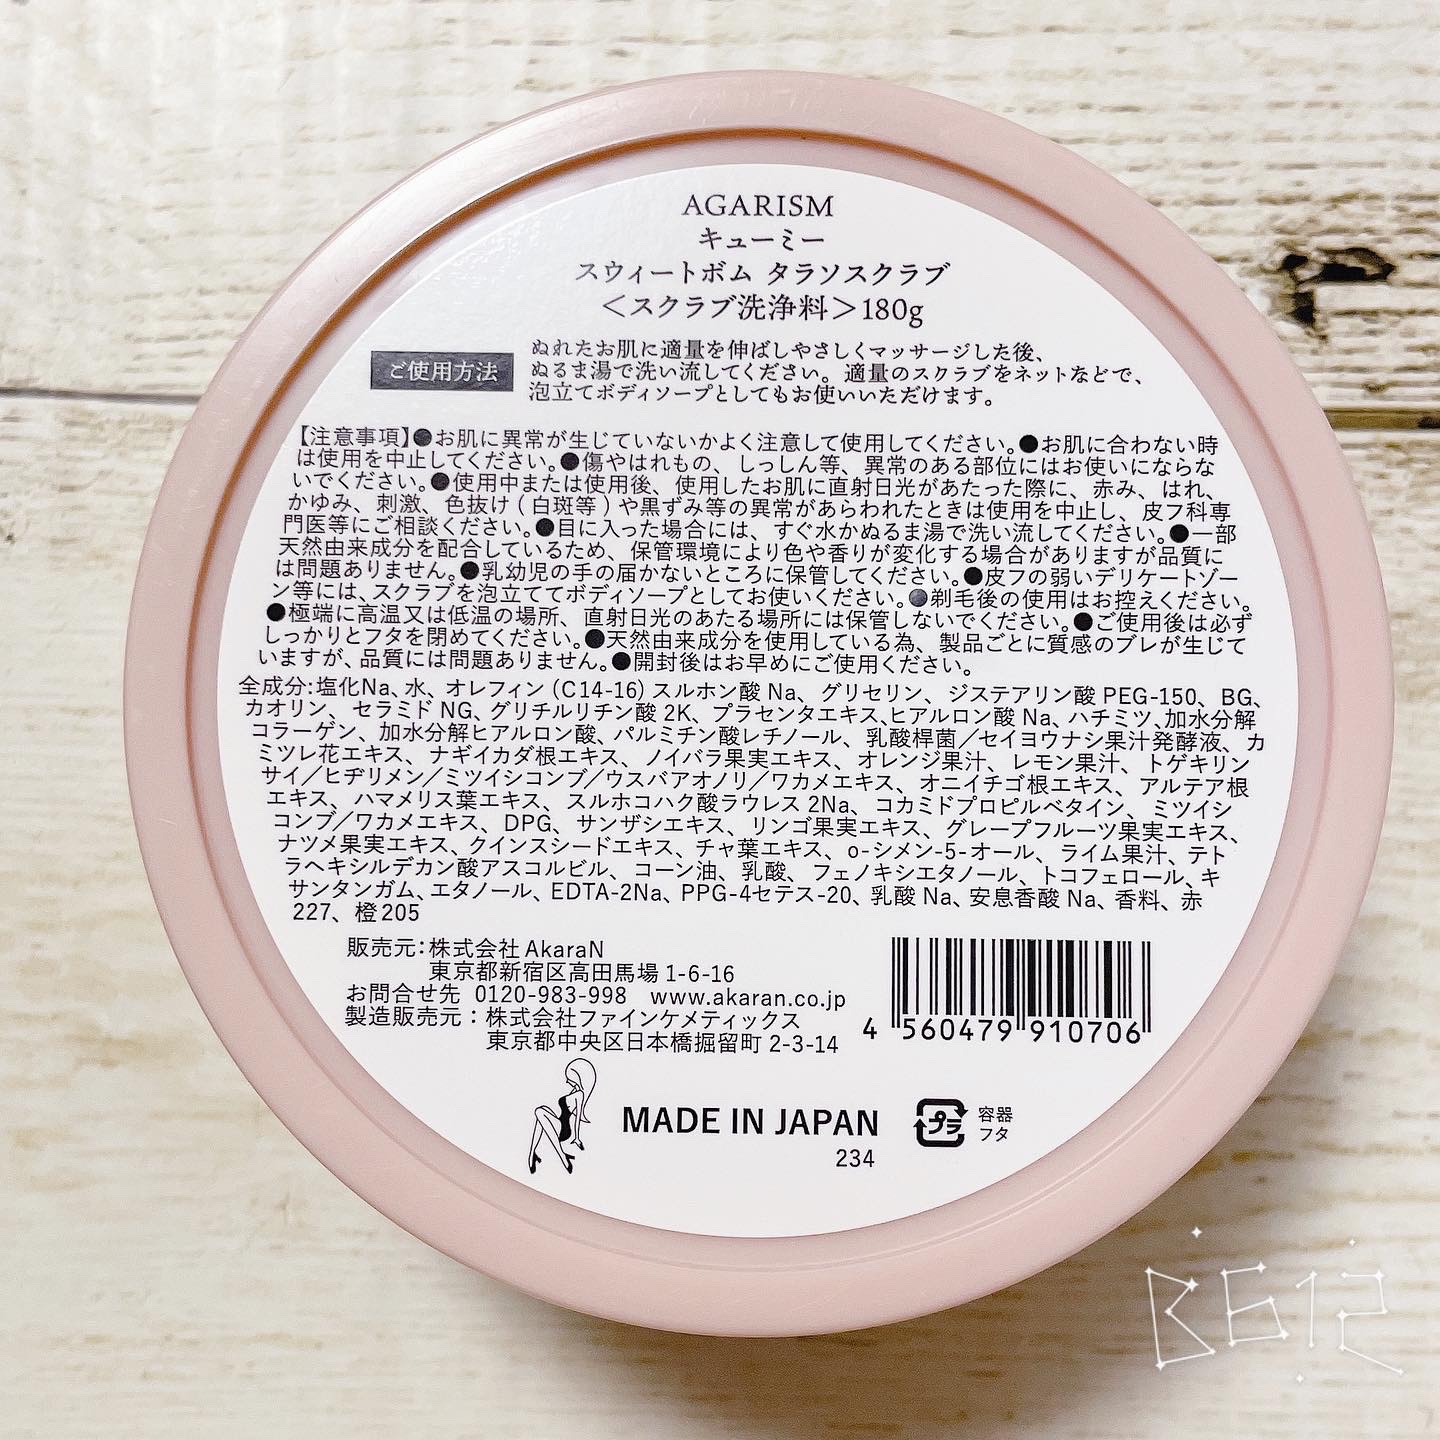 AGARISM
キューミー
スウィートボム タラソスクラブ
＜スクラブ洗浄料＞180g
ご使用方法
ぬれたお肌に適量を伸ばしやさしくマッサージした後、
ぬるま湯で洗い流してください。適量のスクラブをネットなどで、
泡立てボディソープとしてもお使いいただけます。
【注意事項】●お肌に異常が生じていないかよく注意して使用してください。●お肌に合わない時
は使用を中止してください。●傷やはれもの、しっしん等、異常のある部位にはお使いにならな
いでください。●使用中または使用後、使用したお肌に直射日光があたった際に、赤み、はれ、
かゆみ、刺激、色抜け(白斑等)や黒ずみ等の異常があらわれたときは使用を中止し、皮フ科専
門医等にご相談ください。●目に入った場合には、すぐ水かぬるま湯で洗い流してください。●一部
天然由来成分を配合しているため、保管環境により色や香りが変化する場合がありますが品質に
は問題ありません。●乳幼児の手の届かないところに保管してください。●皮フの弱いデリケートゾー
ン等には、スクラブを泡立ててボディソープとしてお使いください。●剃毛後の使用はお控えください。
●極端に高温又は低温の場所、直射日光のあたる場所には保管しないでください。●ご使用後は必ず
しっかりとフタを閉めてください。●天然由来成分を使用している為、製品ごとに質感のブレが生じて
いますが、品質には問題ありません。●開封後はお早めにご使用ください。
全成分:塩化Na、水、オレフィン(C14-16)スルホン酸Na、グリセリン、ジステアリン酸PEG-150、BG、
カオリン、セラミドNG、グリチルリチン酸2K、プラセンタエキス、ヒアルロン酸Na、ハチミツ、加水分解
コラーゲン、加水分解ヒアルロン酸、パルミチン酸レチノール、乳酸桿菌／セイヨウナシ果汁発酵液、カ
ミツレ花エキス、ナギイカダ根エキス、ノイバラ果実エキス、オレンジ果汁、レモン果汁、トゲキリン
サイ／ヒヂリメン／ミツイシコンブ／ウスバアオノリ／ワカメエキス、オニイチゴ根エキス、アルテア根
エキス、ハマメリス葉エキス、スルホコハク酸ラウレス2Na、コカミドプロピルベタイン、ミツイシ
コンブ／ワカメエキス、DPG、サンザシエキス、リンゴ果実エキス、グレープフルーツ果実エキス、
ナツメ果実エキス、クインスシードエキス、チャ葉エキス、o-シメン-5-オール、ライム果汁、テト
ラヘキシルデカン酸アスコルビル、コーン油、乳酸、フェノキシエタノール、トコフェロール、キ
サンタンガム、エタノール、EDTA-2Na、PPG-4セテス-20、乳酸Na、安息香酸Na、香料、赤
227、橙205
販売元:株式会社AkaraN
東京都新宿区高田馬場1-6-16
お問合せ先 0120-983-998 www.akaran.co.jp
製造販売元:株式会社ファインケメティックス
東京都中央区日本橋掘留町2-3-14
4 560479 910706
MADE IN JAPAN
234
プラ
容器
フタ
B612